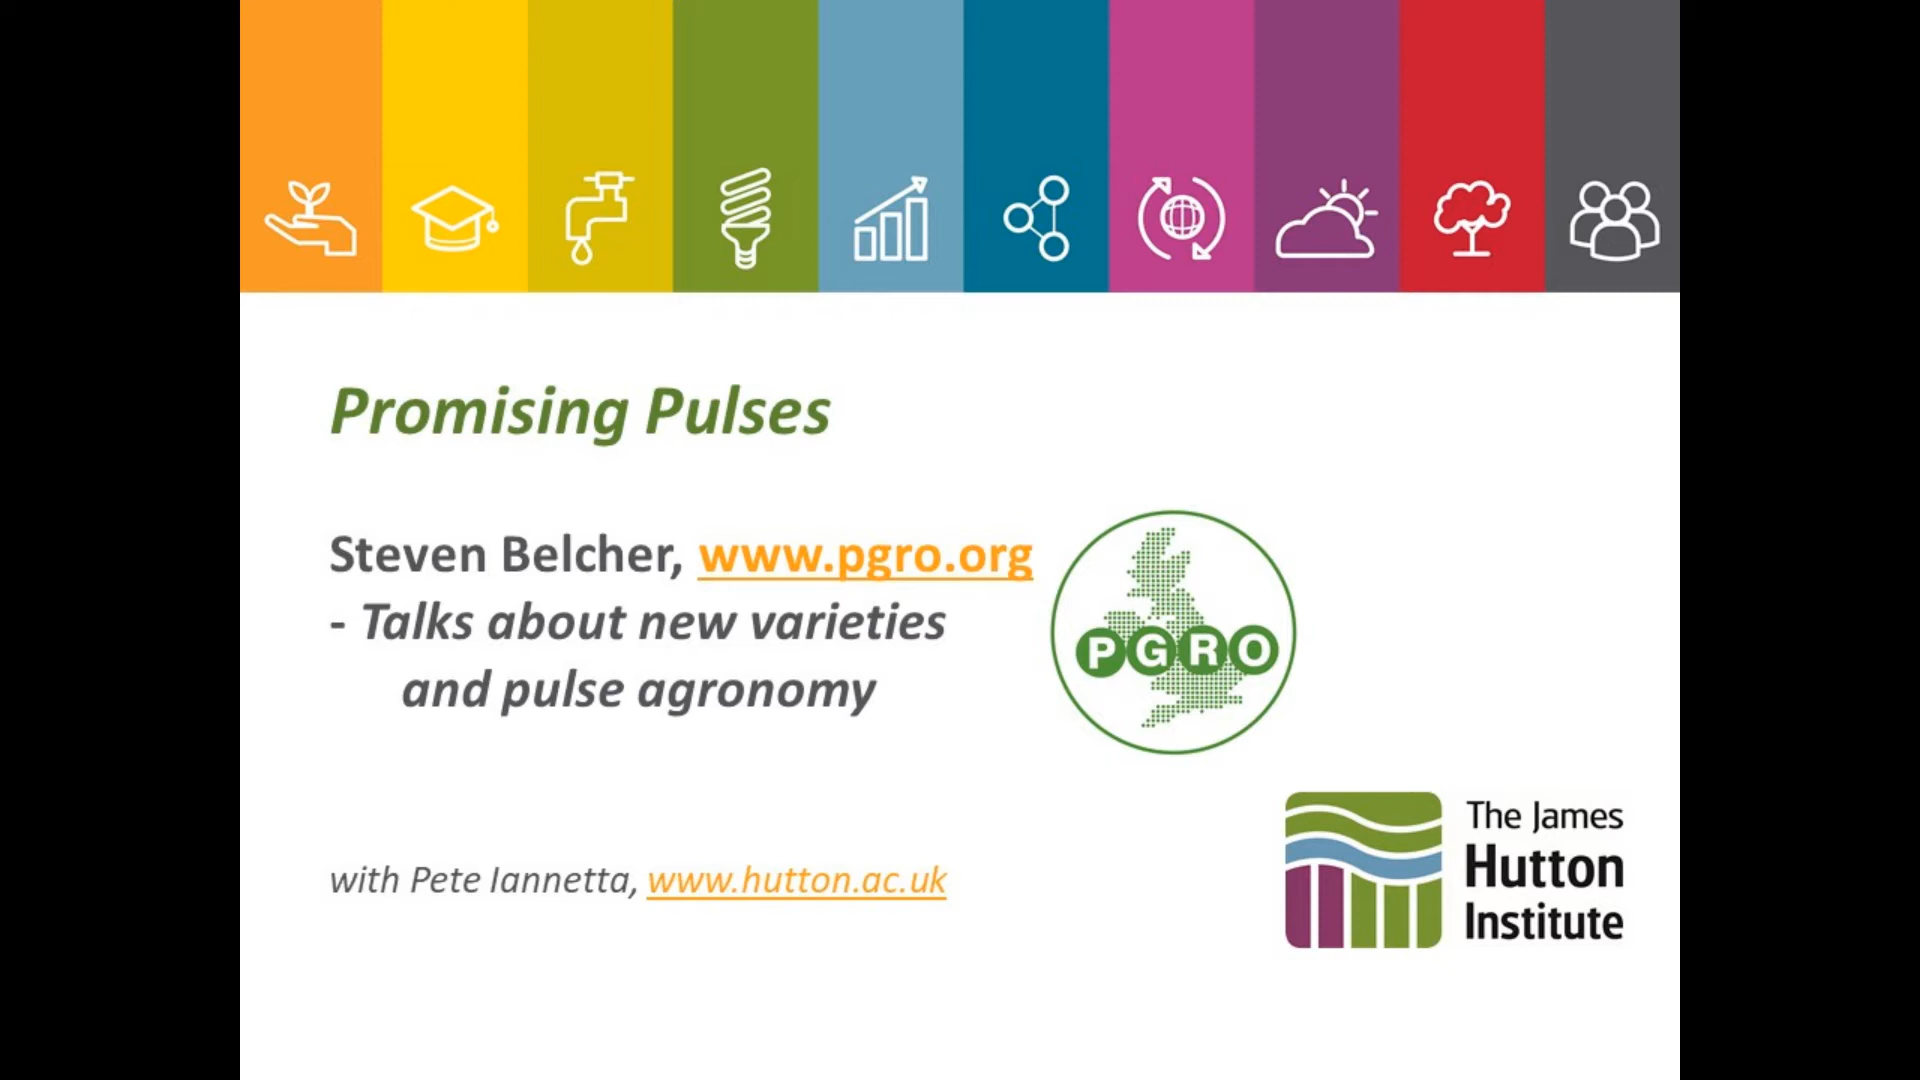 Promising Pulses
Steven Belcher, www.pgro.org
- Talks about new varieties
and pulse agronomy
PGRO
with Pete Iannetta, www.hutton.ac.uk
The James
Hutton
Institute